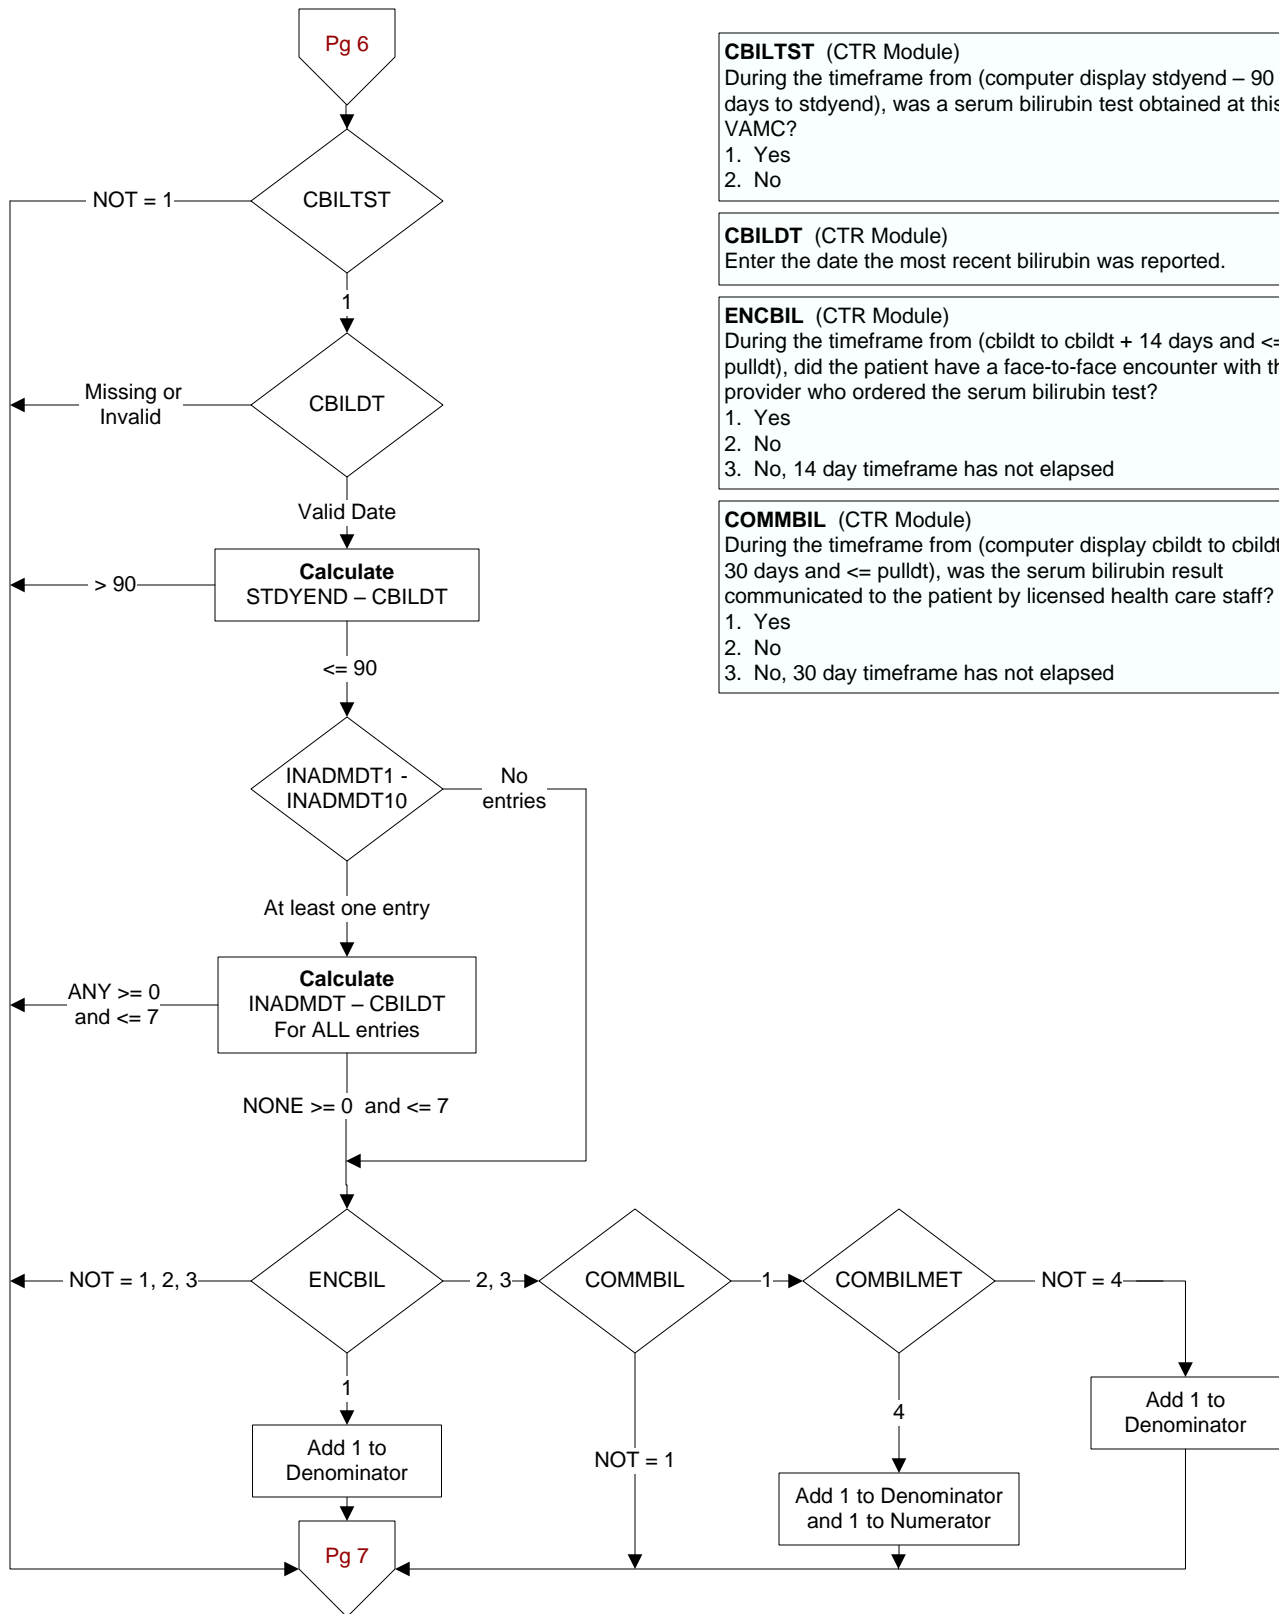 Pg 6
CBILTST (CTR Module)
During the timeframe from (computer display stdyend – 90
days to stdyend), was a serum bilirubin test obtained at this
VAMC?
1. Yes
2. No
CBILDT (CTR Module)
Enter the date the most recent bilirubin was reported.
ENCBIL (CTR Module)
During the timeframe from (cbildt to cbildt + 14 days and <=
pulldt), did the patient have a face-to-face encounter with
provider who ordered the serum bilirubin test?
1. Yes
2. No
3. No, 14 day timeframe has not elapsed
COMMBIL (CTR Module)
During the timeframe from (computer display cbildt to cbildt
30 days and <= pulldt), was the serum bilirubin result
communicated to the patient by licensed health care staff?
1. Yes
2. No
3. No, 30 day timeframe has not elapsed
CBILTST
NOT = 1
1
CBILDT
Missing or
Invalid
Valid Date
Calculate
STDYEND – CBILDT
> 90
<= 90
INADMDT1 -
INADMDT10
No
entries
At least one entry
Calculate
INADMDT – CBILDT
For ALL entries
ANY >= 0
and <= 7
NONE >= 0 and <= 7
ENCBIL
NOT = 1, 2, 3
2, 3
COMMBIL
1
COMBILMET
NOT = 4
1
Add 1 to
Denominator
NOT = 1
4
Add 1 to Denominator
and 1 to Numerator
Add 1 to
Denominator
Pg 7